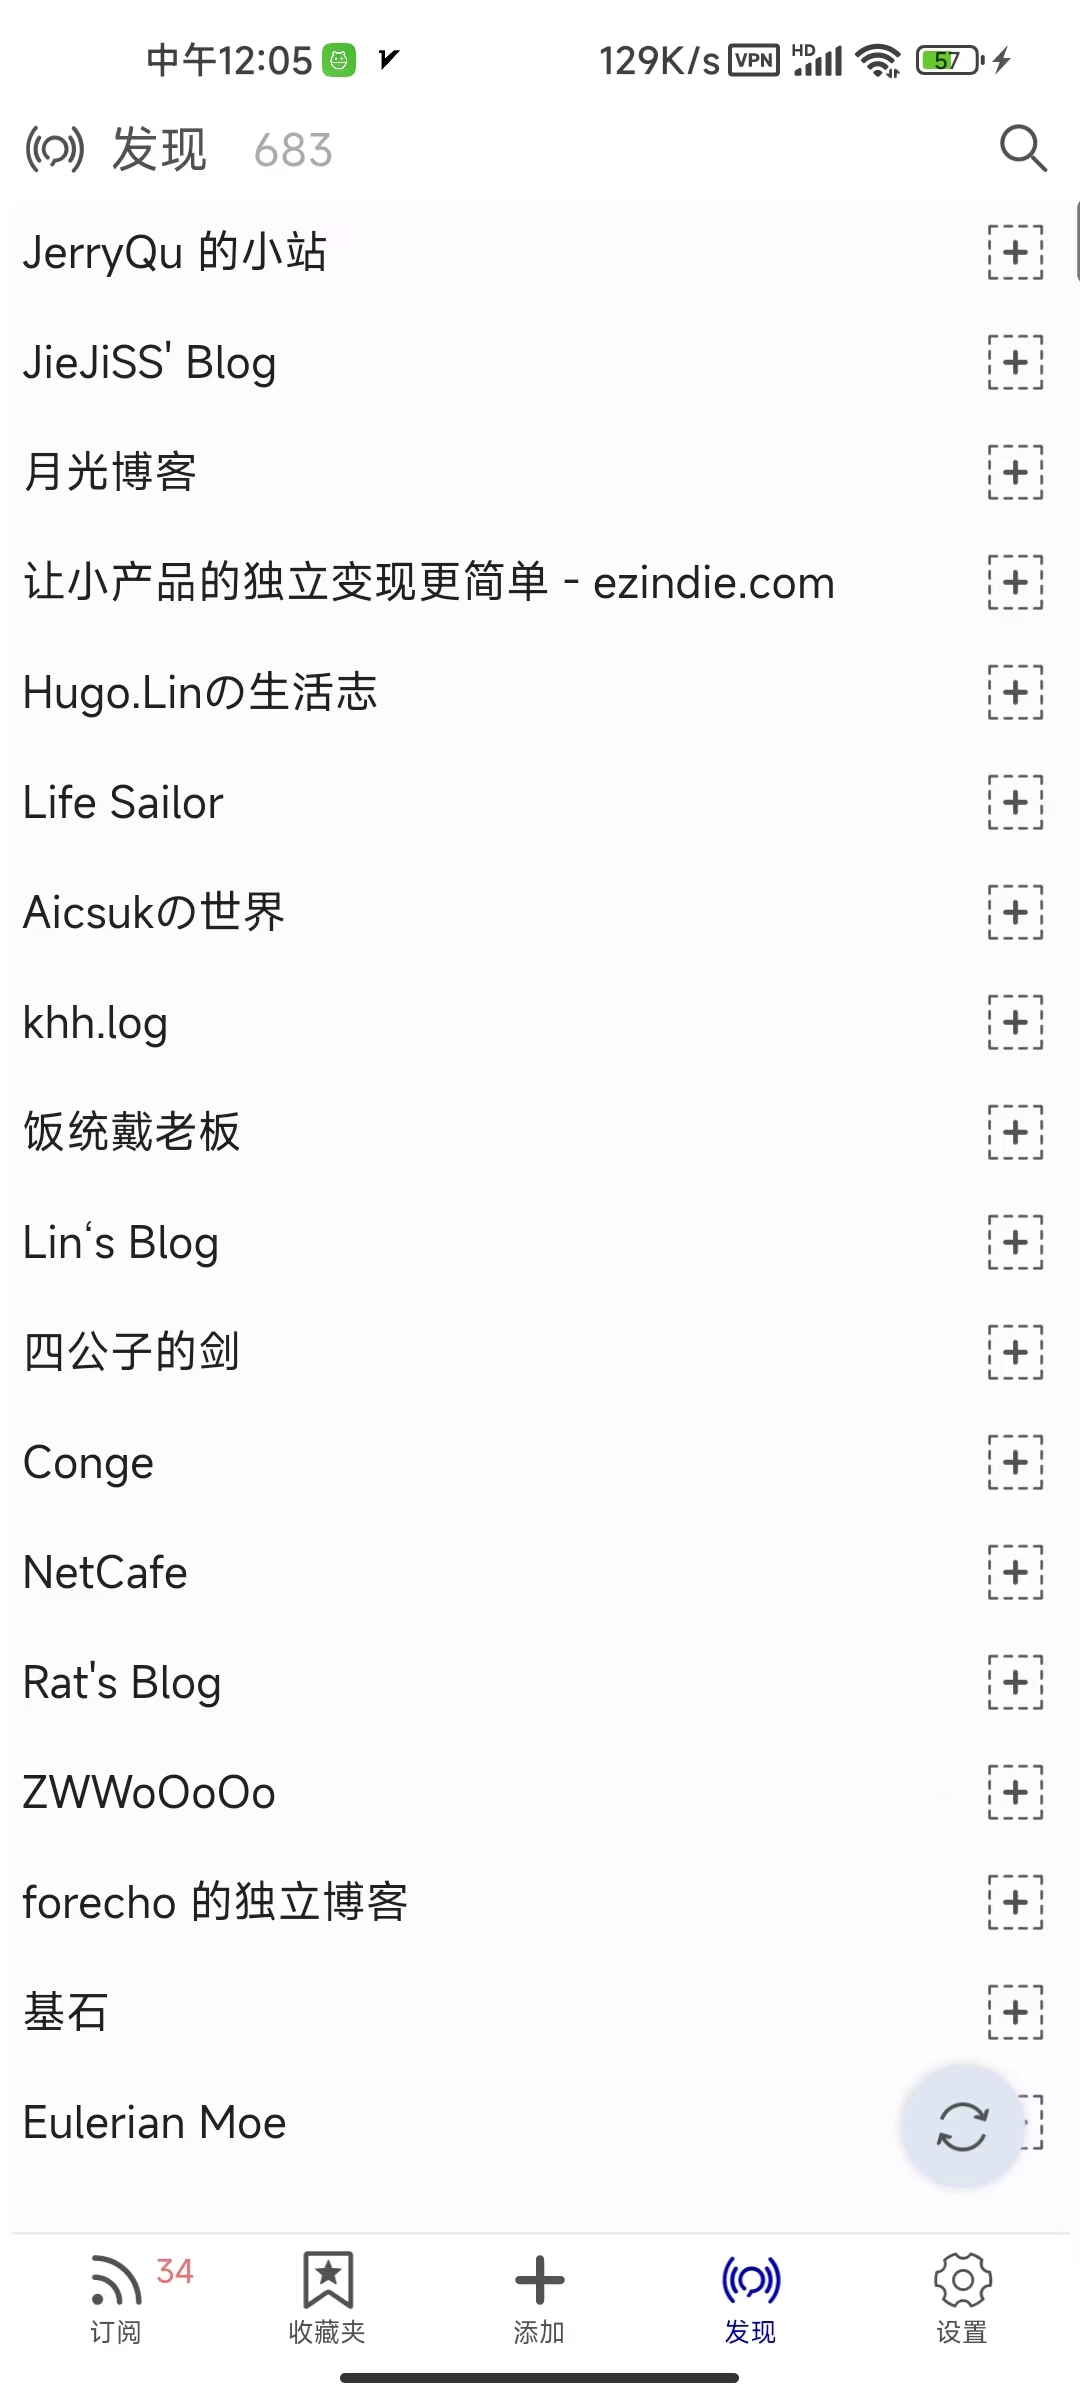 中午12:05 129K/s VPN HD 57
发现 683
JerryQu 的小站
JieJiSS' Blog
月光博客
让小产品的独立变现更简单 - ezindie.com
Hugo.Linの生活志
Life Sailor
Aicsukの世界
khh.log
饭统戴老板
Lin‘s Blog
四公子的剑
Conge
NetCafe
Rat's Blog
ZWWoOoOo
forecho 的独立博客
基石
Eulerian Moe
34
订阅 收藏夹 添加 发现 设置